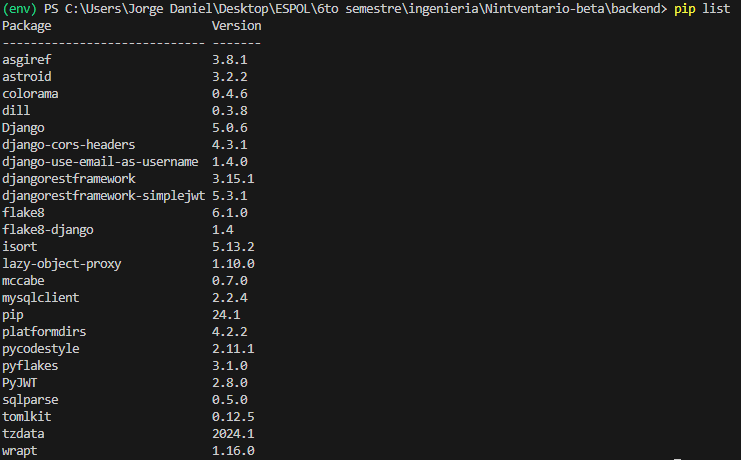 (env) PS C:\Users\Jorge Daniel\Desktop\ESPOL\6to semestre\ingenieria\Nintventario-beta\backend> pip list
Package Version
--------------------------- -------
asgiref 3.8.1
astroid 3.2.2
colorama 0.4.6
dill 0.3.8
Django 5.0.6
django-cors-headers 4.3.1
django-use-email-as-username 1.4.0
djangorestframework 3.15.1
djangorestframework-simplejwt 5.3.1
flake8 6.1.0
flake8-django 1.4
isort 5.13.2
lazy-object-proxy 1.10.0
mccabe 0.7.0
mysqlclient 2.2.4
pip 24.1
platformdirs 4.2.2
pycodestyle 2.11.1
pyflakes 3.1.0
PyJWT 2.8.0
sqlparse 0.5.0
tomlkit 0.12.5
tzdata 2024.1
wrapt 1.16.0